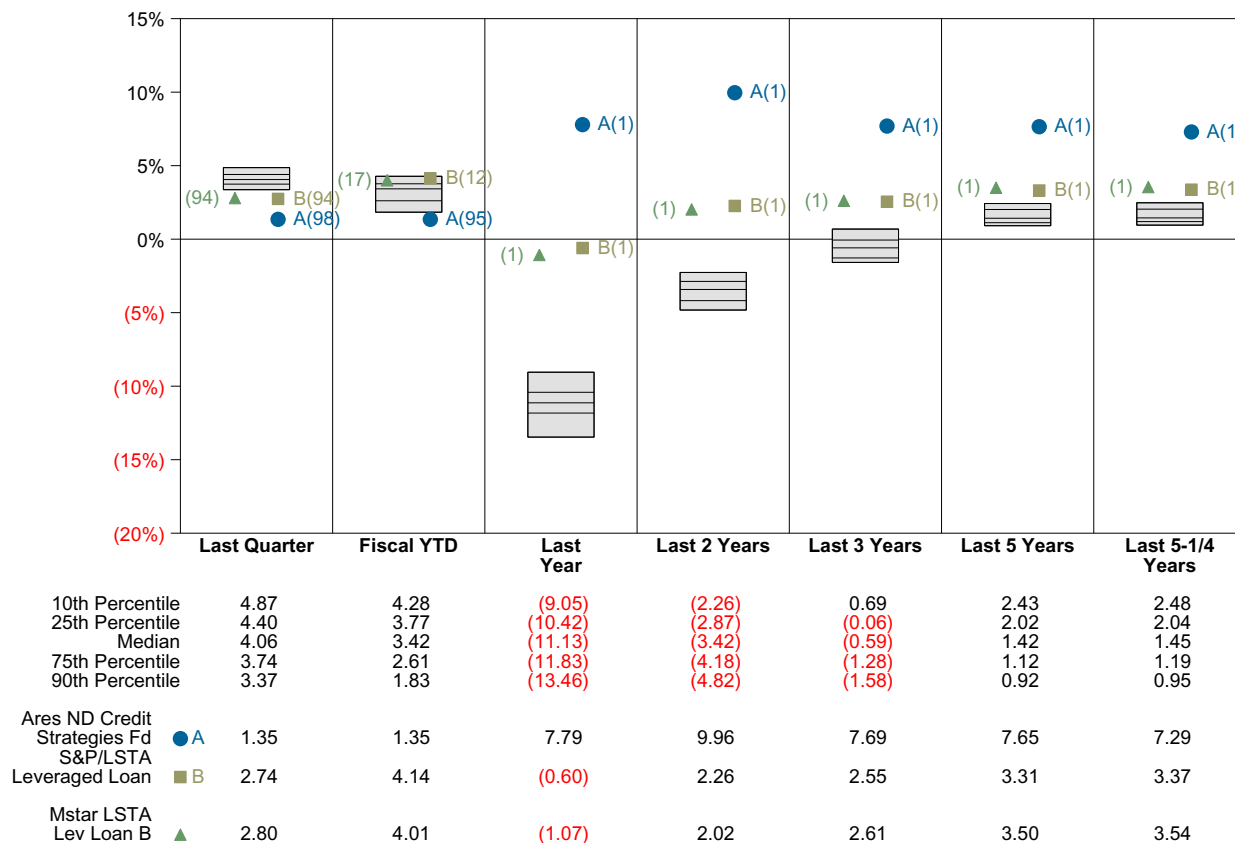 15%
10%
5%
0%
(5%)
(10%)
(15%)
(20%)
(94) B(94)
A(98)
(17) B(12)
A(95)
A(1)
(1) B(1)
A(1)
(1) B(1)
A(1)
(1) B(1)
A(1)
(1) B(1)
A(1
(1) B(1
Last Quarter Fiscal YTD Last Last 2 Years Last 3 Years Last 5 Years Last 5-1/4
Year Years
10th Percentile 4.87 4.28 (9.05) (2.26) 0.69 2.43 2.48
25th Percentile 4.40 3.77 (10.42) (2.87) (0.06) 2.02 2.04
Median 4.06 3.42 (11.13) (3.42) (0.59) 1.42 1.45
75th Percentile 3.74 2.61 (11.83) (4.18) (1.28) 1.12 1.19
90th Percentile 3.37 1.83 (13.46) (4.82) (1.58) 0.92 0.95
Ares ND Credit
Strategies Fd A 1.35 1.35 7.79 9.96 7.69 7.65 7.29
S&P/LSTA
Leveraged Loan B 2.74 4.14 (0.60) 2.26 2.55 3.31 3.37
Mstar LSTA
Lev Loan B 2.80 4.01 (1.07) 2.02 2.61 3.50 3.54